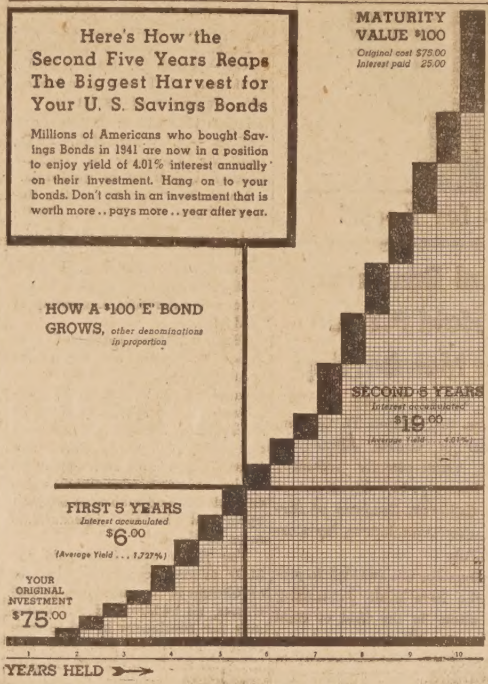 Here's How the
Second Five Years Reaps
The Biggest Harvest for
Your U. S. Savings Bonds
Millions of Americans who bought Sav-
ings Bonds in 1941 are now in a position
to enjoy yield of 4.01% interest annually
on their investment. Hang on to your
bonds. Don't cash in an investment that is
worth more . . pays more . . year after year.
MATURITY
VALUE $100
Original cost $75.00
Interest paid 25.00
HOW A $100 'E' BOND
GROWS, other denominations
in proportion
SECOND 5 YEARS
Interest accumulated
$19.00
(Average Yield . . . 4.01%)
FIRST 5 YEARS
Interest accumulated
$6.00
(Average Yield . . . 1.727%)
YOUR
ORIGINAL
NVESTMENT
$75.00
1 2 3 4 5 6 7 8 9 10
YEARS HELD